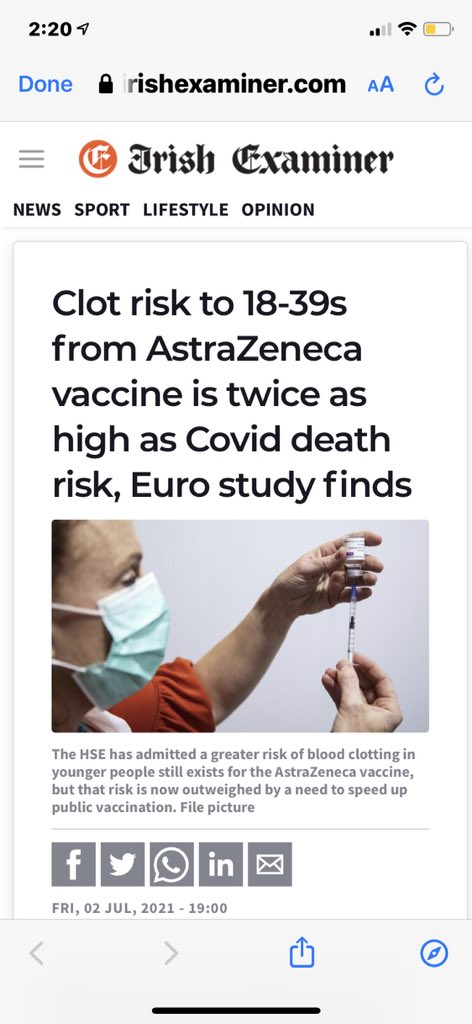 2:20
Done rishexaminer.com AA
Irish Examiner
NEWS SPORT LIFESTYLE OPINION
Clot risk to 18-39s
from AstraZeneca
vaccine is twice as
high as Covid death
risk, Euro study finds
The HSE has admitted a greater risk of blood clotting in
younger people still exists for the AstraZeneca vaccine,
but that risk is now outweighed by a need to speed up
public vaccination. File picture
FRI, 02 JUL, 2021 - 19:00